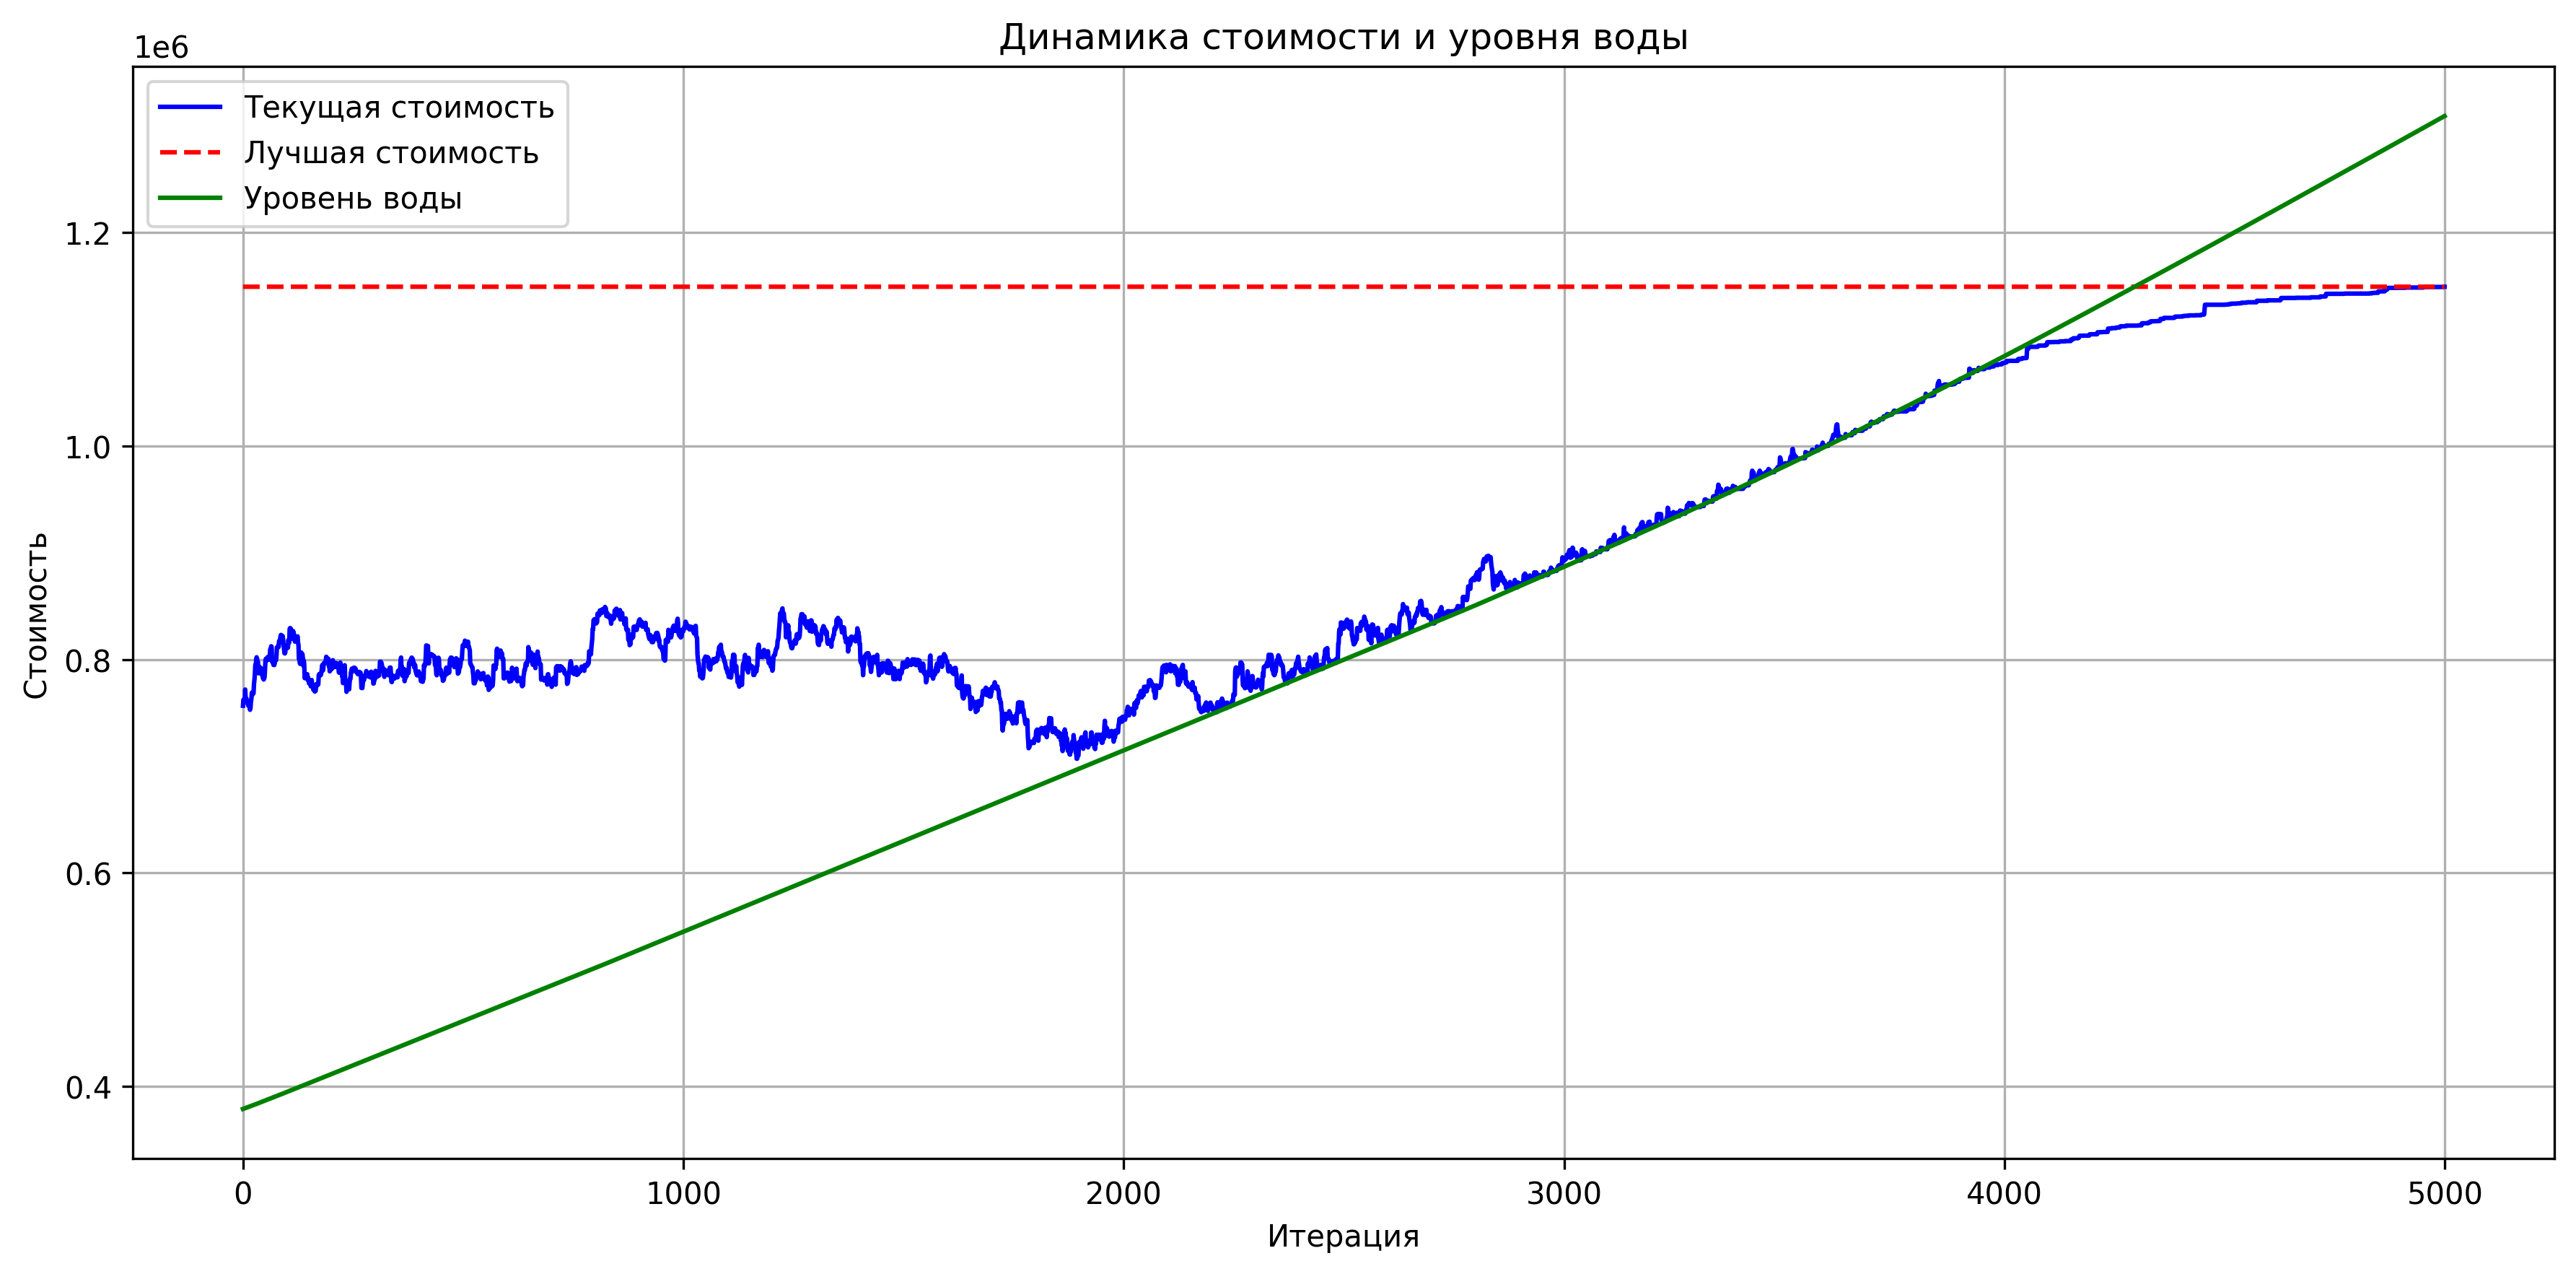 Динамика стоимости и уровня воды
1e6
Текущая стоимость
Лучшая стоимость
Уровень воды
Стоимость
1.2
1.0
0.8
0.6
0.4
0 1000 2000 3000 4000 5000
Итерация